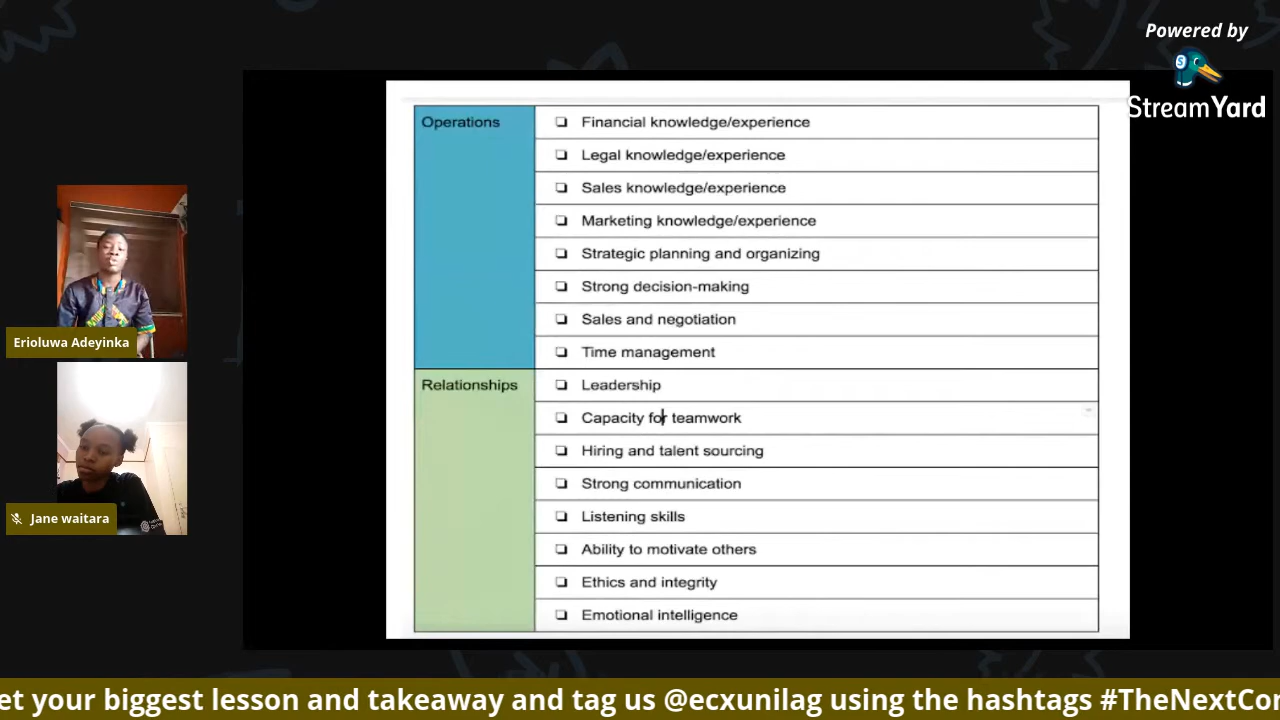 Powered by
StreamYard
Operations
Financial knowledge/experience
Legal knowledge/experience
Sales knowledge/experience
Marketing knowledge/experience
Strategic planning and organizing
Strong decision-making
Sales and negotiation
Time management
Relationships
Leadership
Capacity for teamwork
Hiring and talent sourcing
Strong communication
Listening skills
Ability to motivate others
Ethics and integrity
Emotional intelligence
Erioluwa Adeyinka
Jane waitara
et your biggest lesson and takeaway and tag us @ecxunilag using the hashtags #TheNextCo